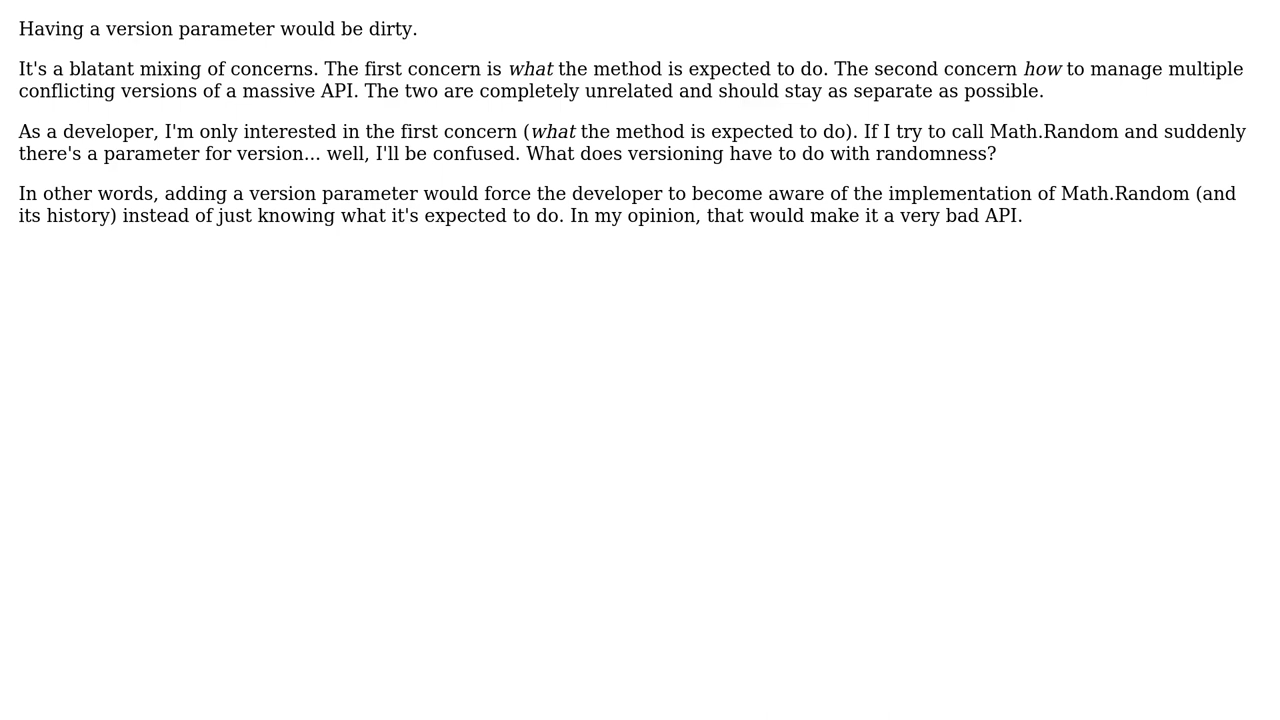 Having a version parameter would be dirty.
It's a blatant mixing of concerns. The first concern is what the method is expected to do. The second concern how to manage multiple
conflicting versions of a massive API. The two are completely unrelated and should stay as separate as possible.
As a developer, I'm only interested in the first concern (what the method is expected to do). If I try to call Math.Random and suddenly
there's a parameter for version... well, I'll be confused. What does versioning have to do with randomness?
In other words, adding a version parameter would force the developer to become aware of the implementation of Math.Random (and
its history) instead of just knowing what it's expected to do. In my opinion, that would make it a very bad API.